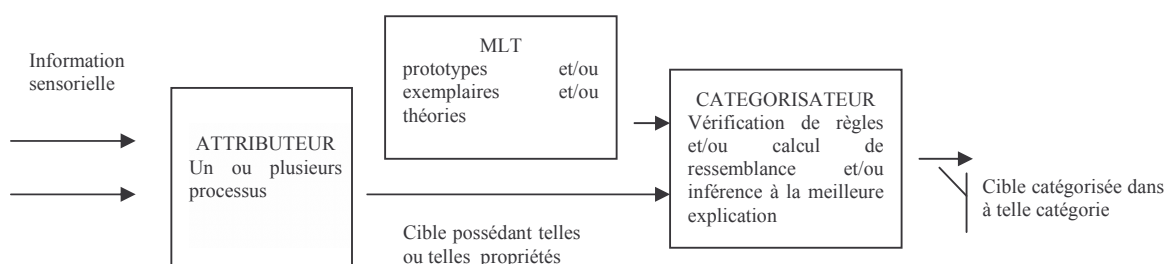 Information
sensorielle
MLT
prototypes et/ou
exemplaires et/ou
théories
ATTRIBUTEUR
Un ou plusieurs
processus
CATEGORISATEUR
Vérification de règles
et/ou calcul de
ressemblance et/ou
inférence à la meilleure
explication
Cible catégorisée dans
à telle catégorie
Cible possédant telles
ou telles propriétés